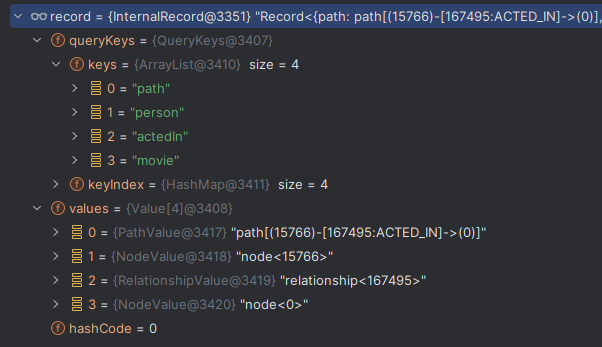 record = {InternalRecord@3351} "Record<{path: path[(15766)-[167495:ACTED_IN]->(0)],
f queryKeys = {QueryKeys@3407}
f keys = {ArrayList@3410} size = 4
0 = "path"
1 = "person"
2 = "actedIn"
3 = "movie"
f keyIndex = {HashMap@3411} size = 4
f values = {Value[4]@3408}
0 = {PathValue@3417} "path[(15766)-[167495:ACTED_IN]->(0)]"
1 = {NodeValue@3418} "node<15766>"
2 = {RelationshipValue@3419} "relationship<167495>"
3 = {NodeValue@3420} "node<0>"
f hashCode = 0